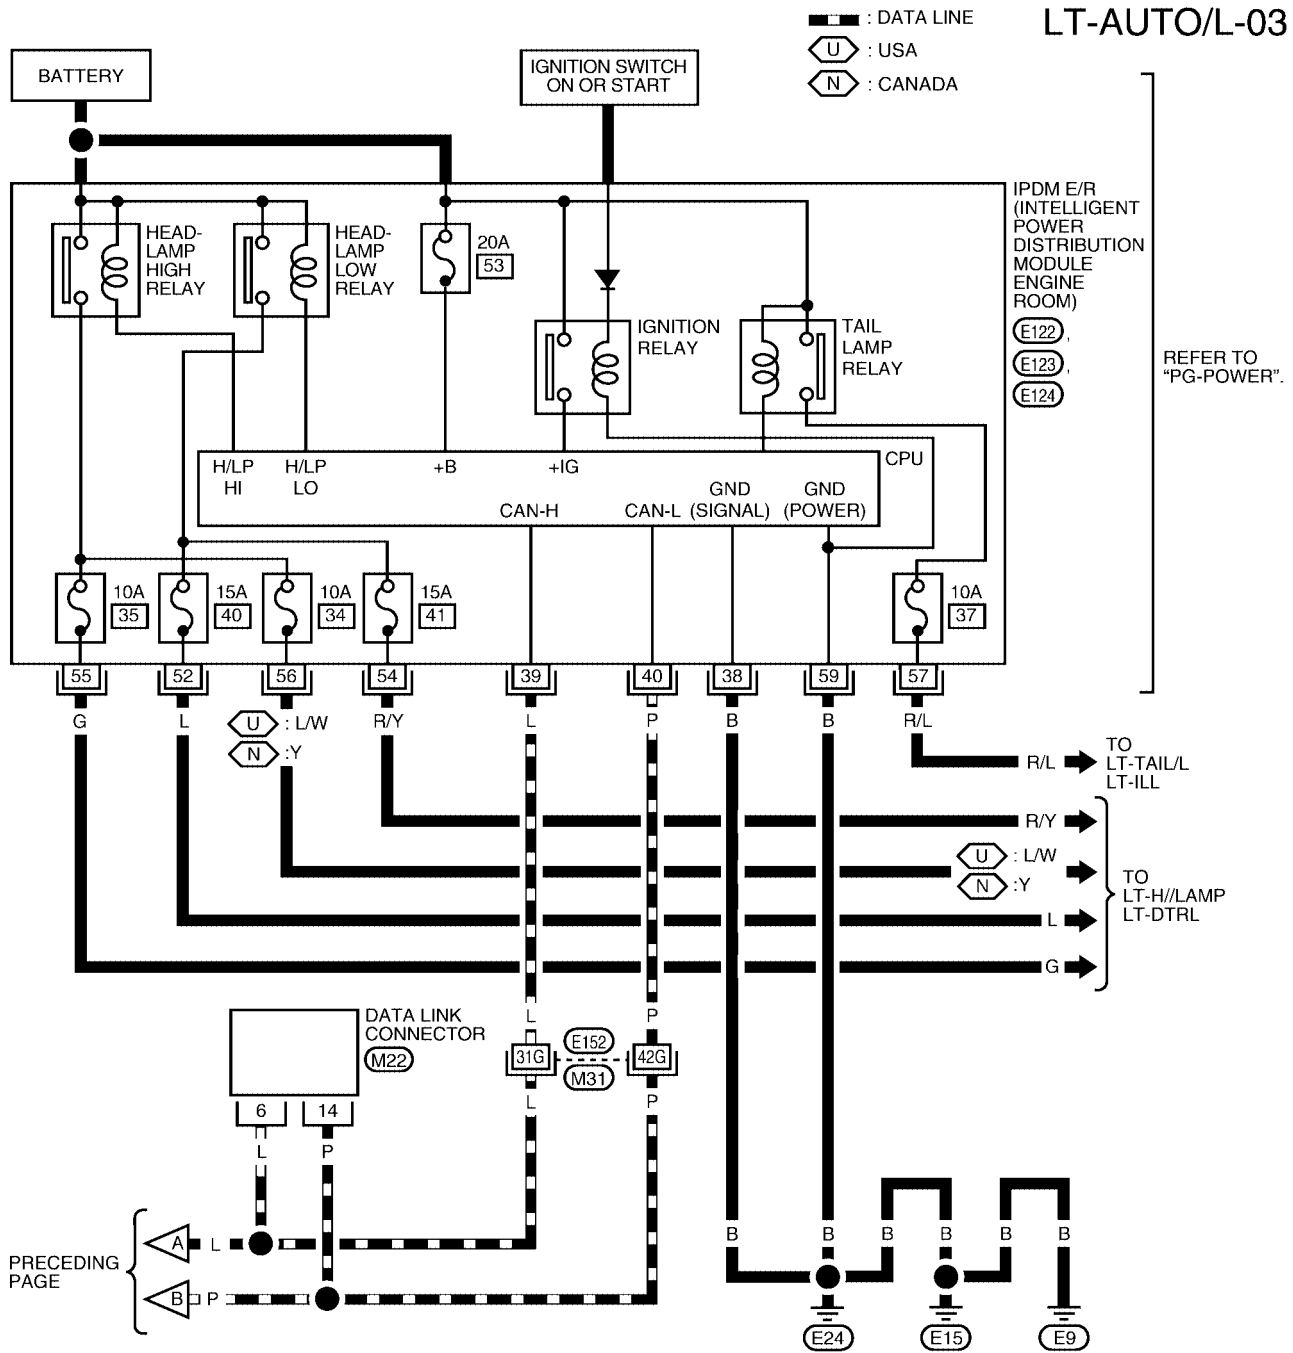 LT-AUTO/L-03
: DATA LINE
U : USA
N : CANADA
BATTERY
IGNITION SWITCH
ON OR START
IPDM E/R
(INTELLIGENT
POWER
DISTRIBUTION
MODULE
ENGINE
ROOM)
E122 ,
E123 ,
E124
REFER TO
“PG-POWER”.
HEAD-
LAMP
HIGH
RELAY
HEAD-
LAMP
LOW
RELAY
20A
53
IGNITION
RELAY
TAIL
LAMP
RELAY
CPU
H/LP
HI
H/LP
LO
+B
+IG
CAN-H
CAN-L
GND
(SIGNAL)
GND
(POWER)
10A
35
15A
40
10A
34
15A
41
10A
37
55 52 56 54 39 40 38 59 57
G L U : L/W R/Y L P B B R/L
N :Y
R/L
TO
LT-TAIL/L
LT-ILL
R/Y
U : L/W
N :Y
L
G
TO
LT-H//LAMP
LT-DTRL
DATA LINK
CONNECTOR
M22
6 14
L P
L P
31G E152 42G
M31
L P
PRECEDING
PAGE
A L
B P
B B B B B B
E24 E15 E9